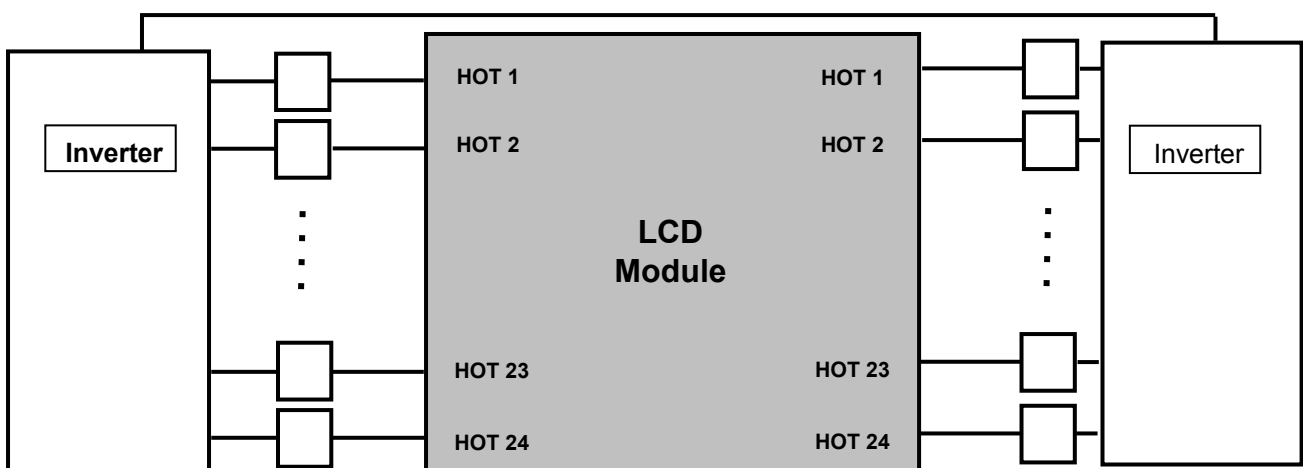 HOT 1 HOT 1
Inverter HOT 2 HOT 2 Inverter
LCD
Module
HOT 23 HOT 23
HOT 24 HOT 24